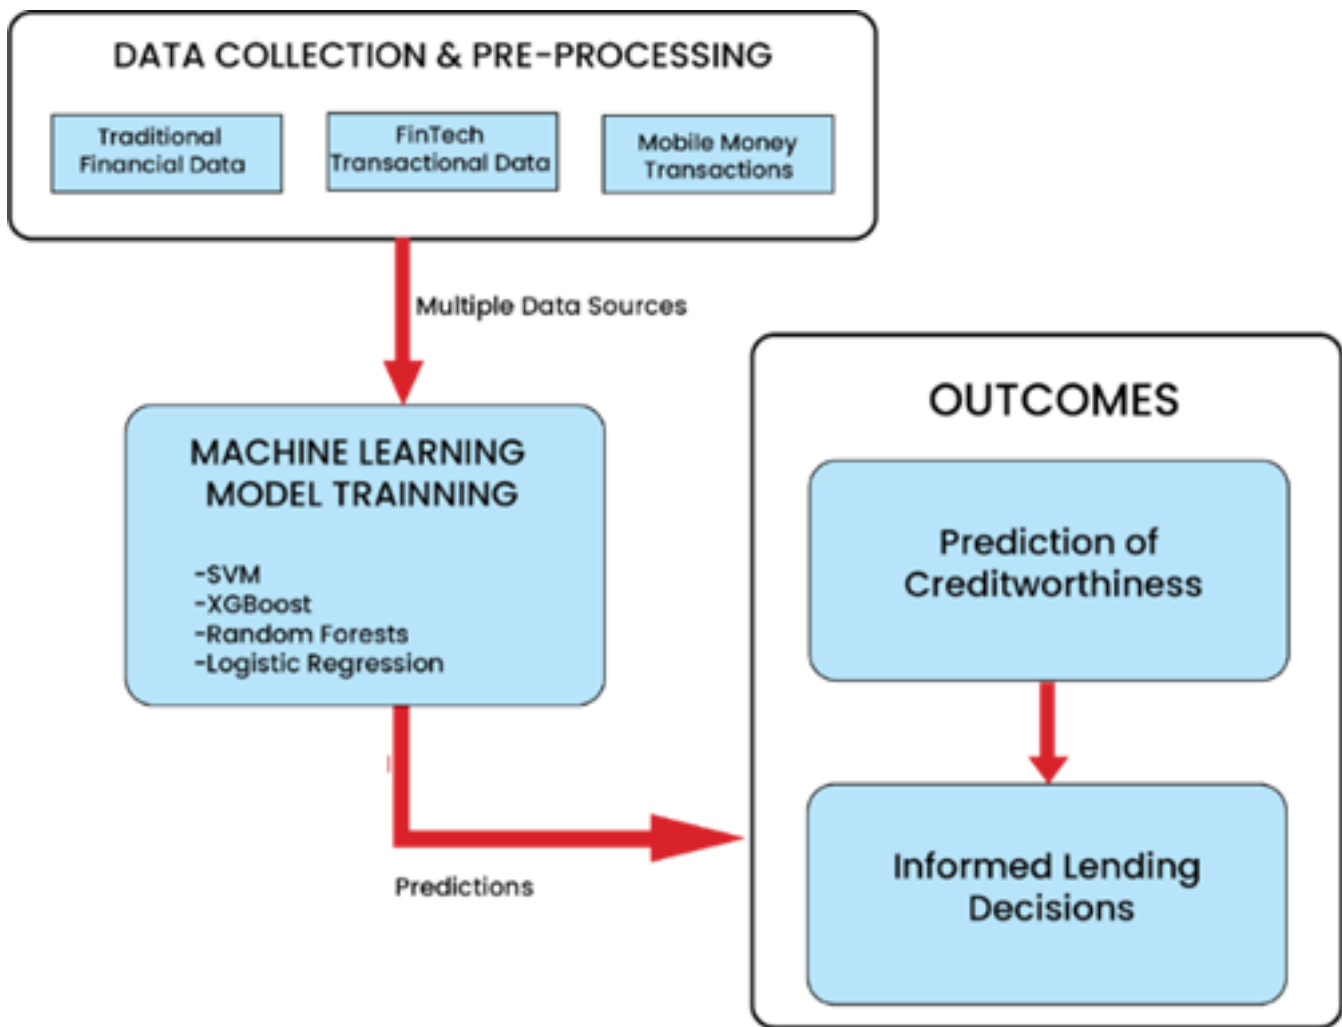 DATA COLLECTION & PRE-PROCESSING
Traditional
Financial Data
FinTech
Transactional Data
Mobile Money
Transactions
Multiple Data Sources
MACHINE LEARNING
MODEL TRAINNING
-SVM
-XGBoost
-Random Forests
-Logistic Regression
Predictions
OUTCOMES
Prediction of
Creditworthiness
Informed Lending
Decisions